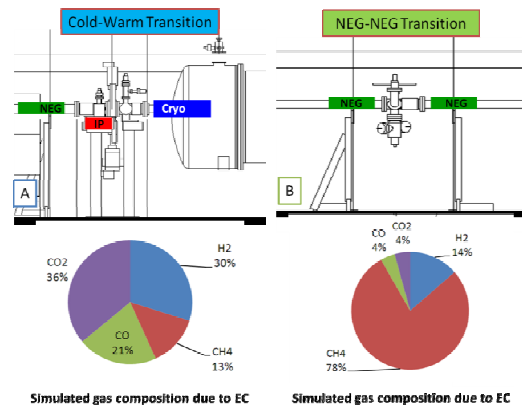 Cold-Warm Transition
NEG-NEG Transition
NEG
IP
Cryo
NEG
NEG
A
B
H2
30%
CH4
13%
CO
21%
CO2
36%
H2
14%
CH4
78%
CO
4%
CO2
4%
Simulated gas composition due to EC
Simulated gas composition due to EC